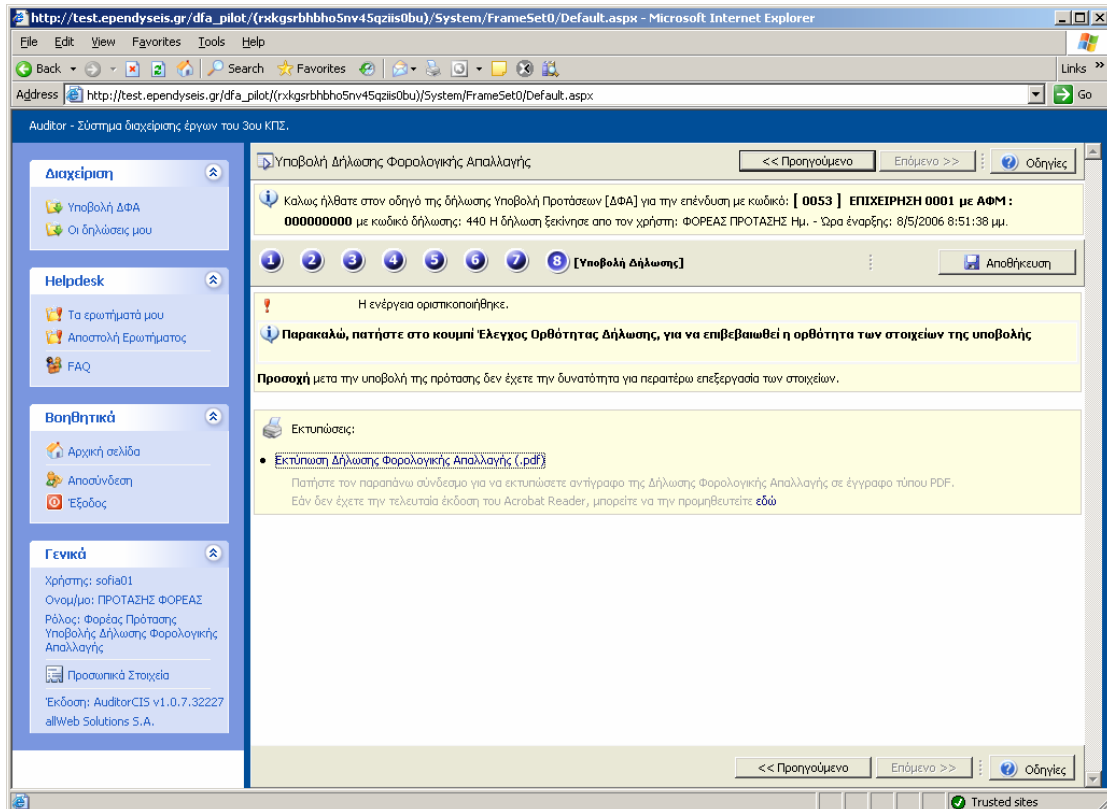 http://test.ependyseis.gr/dfa_pilot/(rxkgsrbhbho5nv45qziis0bu)/System/FrameSet0/Default.aspx - Microsoft Internet Explorer
File Edit View Favorites Tools Help
Back Search Favorites Links »
Address http://test.ependyseis.gr/dfa_pilot/(rxkgsrbhbho5nv45qziis0bu)/System/FrameSet0/Default.aspx Go
Auditor - Σύστημα διαχείρισης έργων του 3ου ΚΠΣ.
Διαχείριση
Υποβολή ΔΦΑ
Οι δηλώσεις μου
Helpdesk
Τα ερωτήματά μου
Αποστολή Ερωτήματος
FAQ
Βοηθητικά
Αρχική σελίδα
Αποσύνδεση
Έξοδος
Γενικά
Χρήστης: sofia01
Ονομ/μο: ΠΡΟΤΑΣΗΣ ΦΟΡΕΑΣ
Ρόλος: Φορέας Πρότασης
Υποβολής Δήλωσης Φορολογικής
Απαλλαγής
Προσωπικά Στοιχεία
Έκδοση: AuditorCIS v1.0.7.32227
allWeb Solutions S.A.
Υποβολή Δήλωσης Φορολογικής Απαλλαγής << Προηγούμενο Επόμενο >> Οδηγίες
Καλως ήλθατε στον οδηγό της δήλωσης Υποβολή Προτάσεων [ΔΦΑ] για την επένδυση με κωδικό: [ 0053 ] ΕΠΙΧΕΙΡΗΣΗ 0001 με ΑΦΜ :
000000000 με κωδικό δήλωσης: 440 Η δήλωση ξεκίνησε απο τον χρήστη: ΦΟΡΕΑΣ ΠΡΟΤΑΣΗΣ Ημ. - Ώρα έναρξης: 8/5/2006 8:51:38 μμ.
1 2 3 4 5 6 7 8 [Υποβολή Δήλωσης] Αποθήκευση
Η ενέργεια οριστικοποιήθηκε.
Παρακαλώ, πατήστε στο κουμπί Έλεγχος Ορθότητας Δήλωσης, για να επιβεβαιωθεί η ορθότητα των στοιχείων της υποβολής
Προσοχή μετα την υποβολή της πρότασης δεν έχετε την δυνατότητα για περαιτέρω επεξεργασία των στοιχείων.
Εκτυπώσεις:
Εκτύπωση Δήλωσης Φορολογικής Απαλλαγής (.pdf)
Πατήστε τον παραπάνω σύνδεσμο για να εκτυπώσετε αντίγραφο της Δήλωσης Φορολογικής Απαλλαγής σε έγγραφο τύπου PDF.
Εάν δεν έχετε την τελευταία έκδοση του Acrobat Reader, μπορείτε να την προμηθευτείτε εδώ
<< Προηγούμενο Επόμενο >> Οδηγίες
Trusted sites